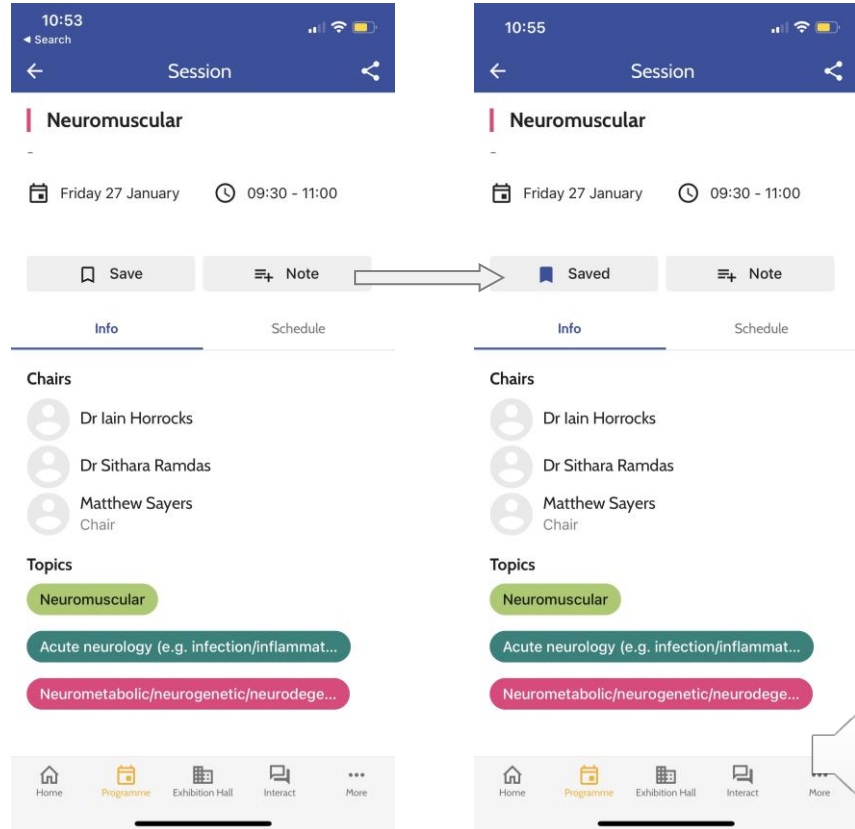 10:53
◄ Search
Session
Neuromuscular
-
Friday 27 January 09:30 - 11:00
Save Note
Info Schedule
Chairs
Dr Iain Horrocks
Dr Sithara Ramdas
Matthew Sayers
Chair
Topics
Neuromuscular
Acute neurology (e.g. infection/inflammat...
Neurometabolic/neurogenetic/neurodege...
Home Programme Exhibition Hall Interact More
10:55
Session
Neuromuscular
-
Friday 27 January 09:30 - 11:00
Saved Note
Info Schedule
Chairs
Dr Iain Horrocks
Dr Sithara Ramdas
Matthew Sayers
Chair
Topics
Neuromuscular
Acute neurology (e.g. infection/inflammat...
Neurometabolic/neurogenetic/neurodege...
Home Programme Exhibition Hall Interact More